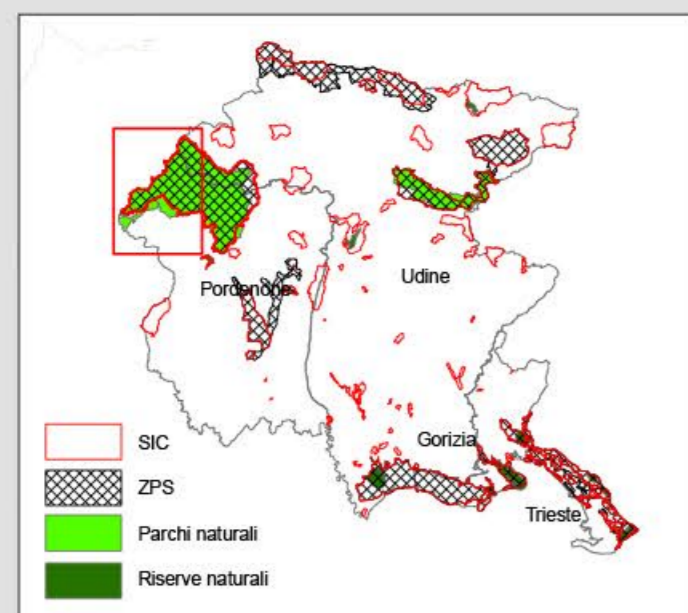 Udine
Pordenone
Gorizia
Trieste
SIC
ZPS
Parchi naturali
Riserve naturali